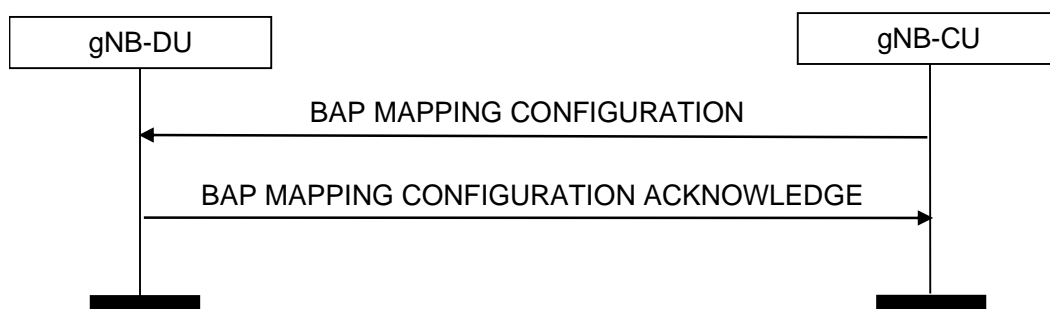 gNB-DU
gNB-CU
BAP MAPPING CONFIGURATION
BAP MAPPING CONFIGURATION ACKNOWLEDGE